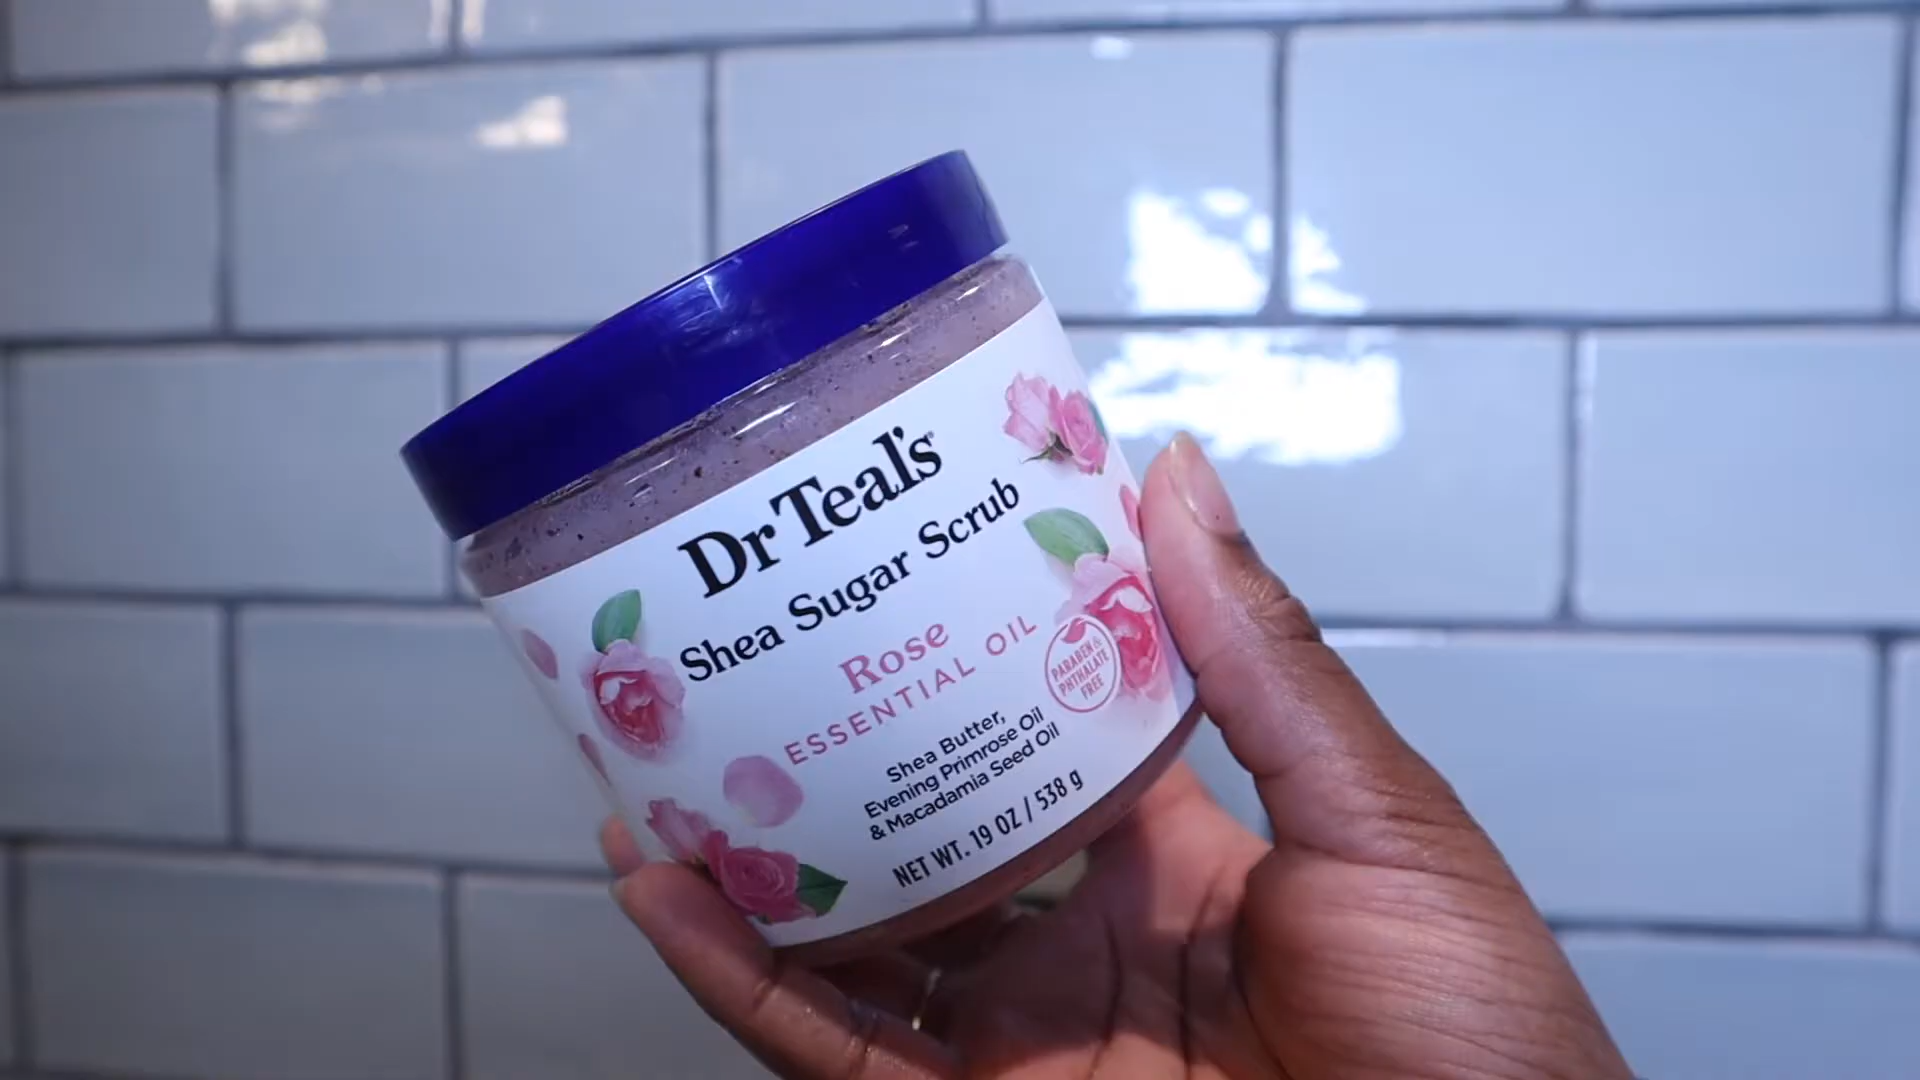 Dr Teal's
Shea Sugar Scrub
Rose
ESSENTIAL OIL
PARABEN &
PHTHALATE
FREE
Shea Butter,
Evening Primrose Oil
& Macadamia Seed Oil
NET WT. 19 OZ / 538 g